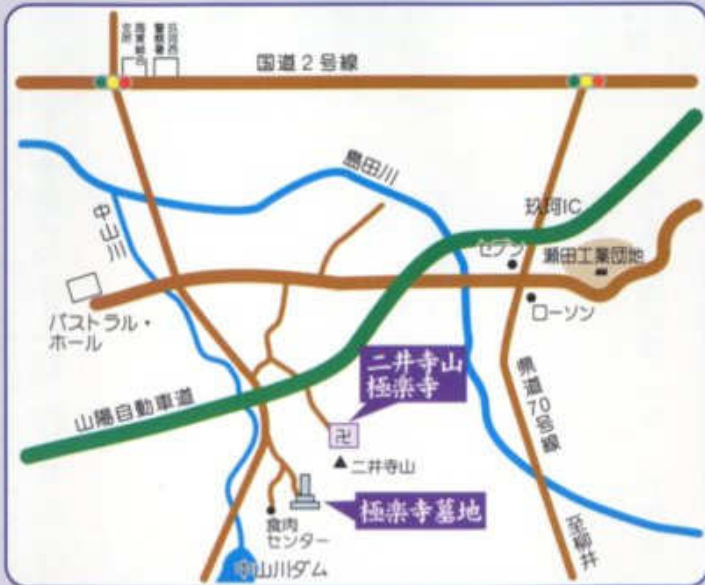 国道2号線
島田川
中山川
玖珂IC
セブン
瀬田工業団地
ローソン
パストラル・
ホール
二井寺山
極楽寺
山陽自動車道
県道70号線
卍
二井寺山
極楽寺墓地
食肉
センター
至柳井
中山川ダム